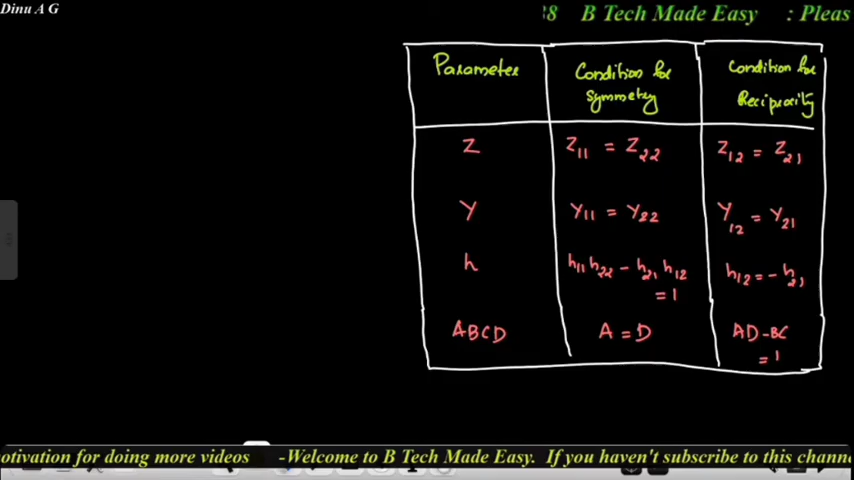 Dinu A G
38 B Tech Made Easy : Pleas
Parameter
Condition for
Symmetry
Condition for
Reciprocity
Z
Z11 = Z22
Z12 = Z21
Y
Y11 = Y22
Y12 = Y21
h
h11 h22 - h21 h12
= 1
h12 = - h21
ABCD
A = D
AD - BC
= 1
otivation for doing more videos -Welcome to B Tech Made Easy. If you haven't subscribe to this chann